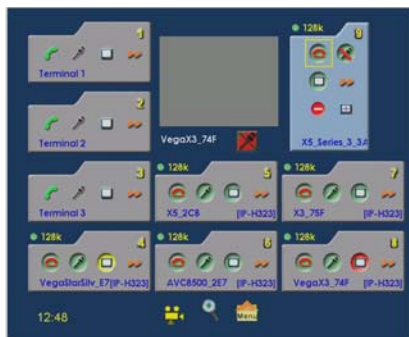 1
Terminal 1
2
Terminal 2
VegaX3_74F
128k
9
X5_Series_3_3A
3
Terminal 3
128k
5
X5_2C8 [IP-H323]
128k
7
X3_75F [IP-H323]
128k
4
VegaStarSilv_E7[IP-H323]
128k
6
AVC8500_2E7 [IP-H323]
128k
8
VegaX3_74F [IP-H323]
12:48
Menu